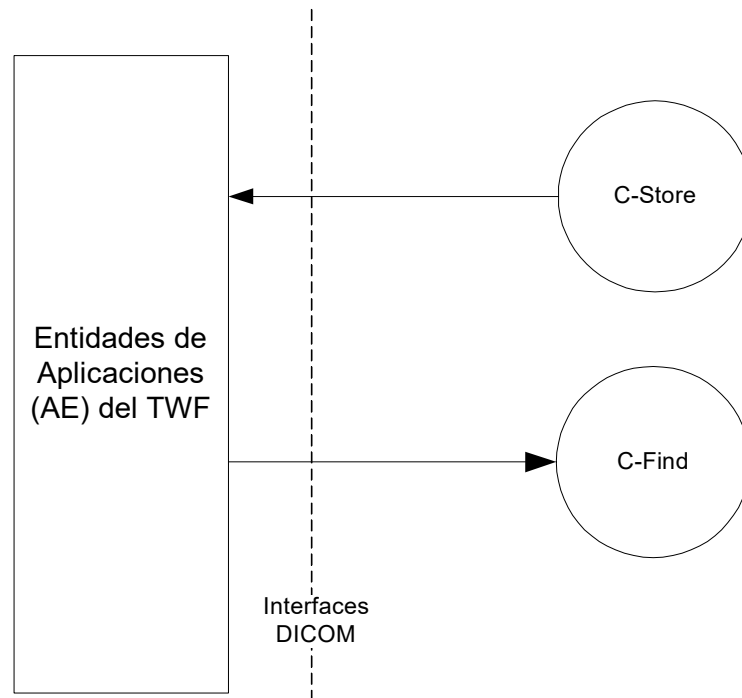 C-Store
Entidades de
Aplicaciones
(AE) del TWF
C-Find
Interfaces
DICOM